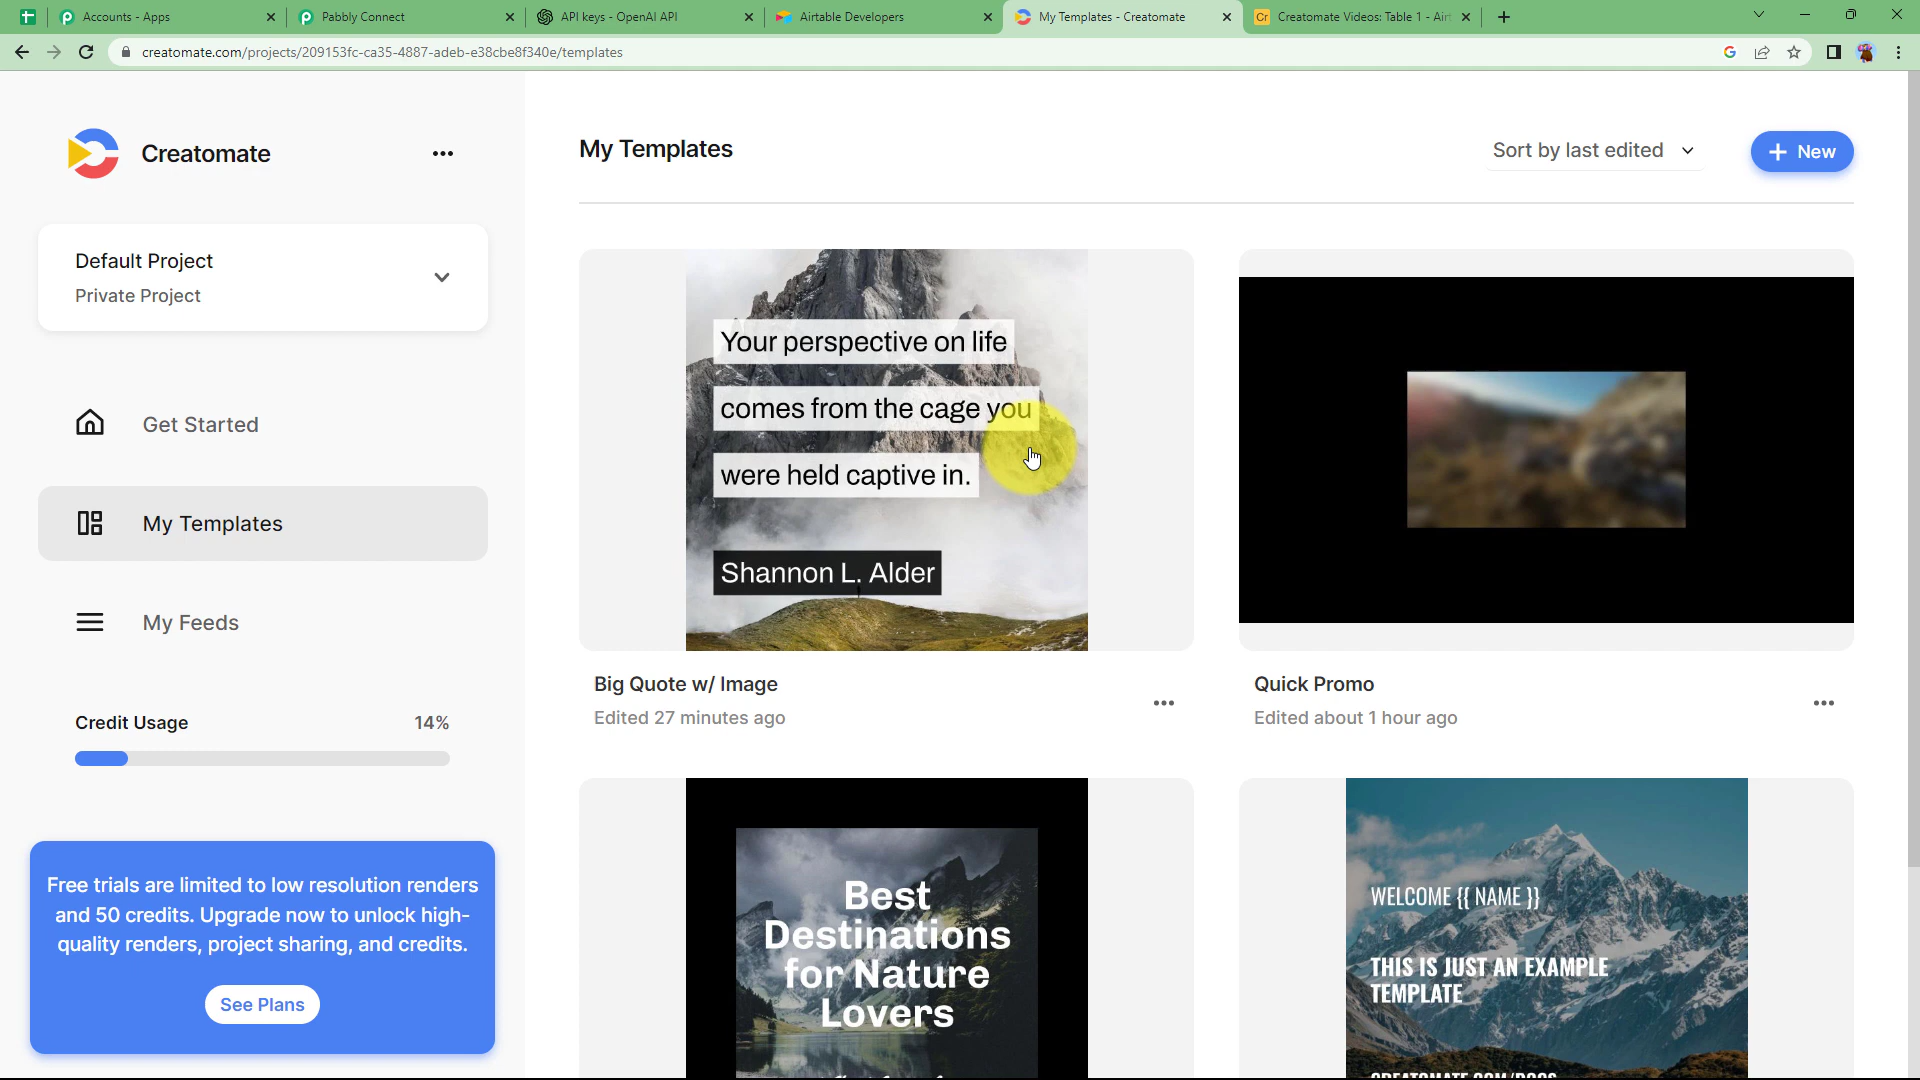 Accounts - Apps
Pabbly Connect
API keys - OpenAI API
Airtable Developers
My Templates - Creatomate
Cr
Creatomate Videos: Table 1 - Air
creatomate.com/projects/209153fc-ca35-4887-adeb-e38cbe8f340e/templates
Creatomate
Default Project
Private Project
Get Started
My Templates
My Feeds
Credit Usage 14%
Free trials are limited to low resolution renders
and 50 credits. Upgrade now to unlock high-
quality renders, project sharing, and credits.
See Plans
My Templates
Sort by last edited
+ New
Your perspective on life
comes from the cage you
were held captive in.
Shannon L. Alder
Big Quote w/ Image
Edited 27 minutes ago
Quick Promo
Edited about 1 hour ago
Best
Destinations
for Nature
Lovers
WELCOME {{ NAME }}
THIS IS JUST AN EXAMPLE
TEMPLATE
CREATOMATE.COM/DOCS